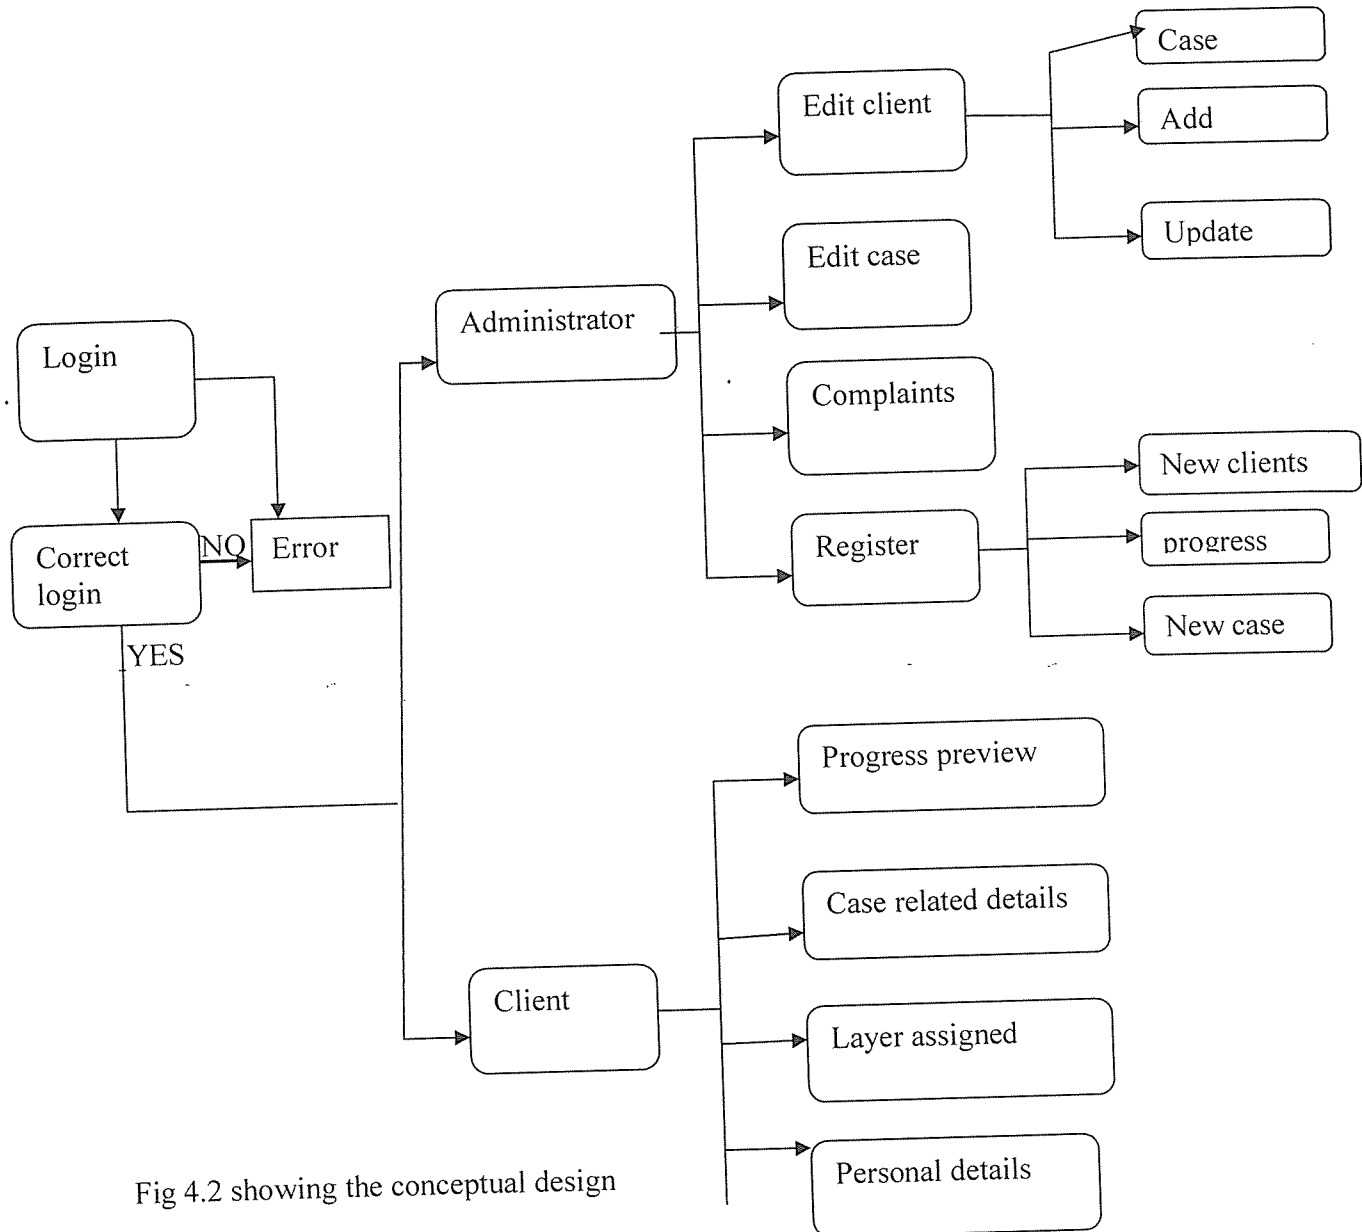 Case
Edit client
Add
Update
Edit case
Administrator
Login
Complaints
New clients
Correct
login
NO
Error
Register
progress
New case
YES
Progress preview
Case related details
Client
Layer assigned
Personal details
Fig 4.2 showing the conceptual design